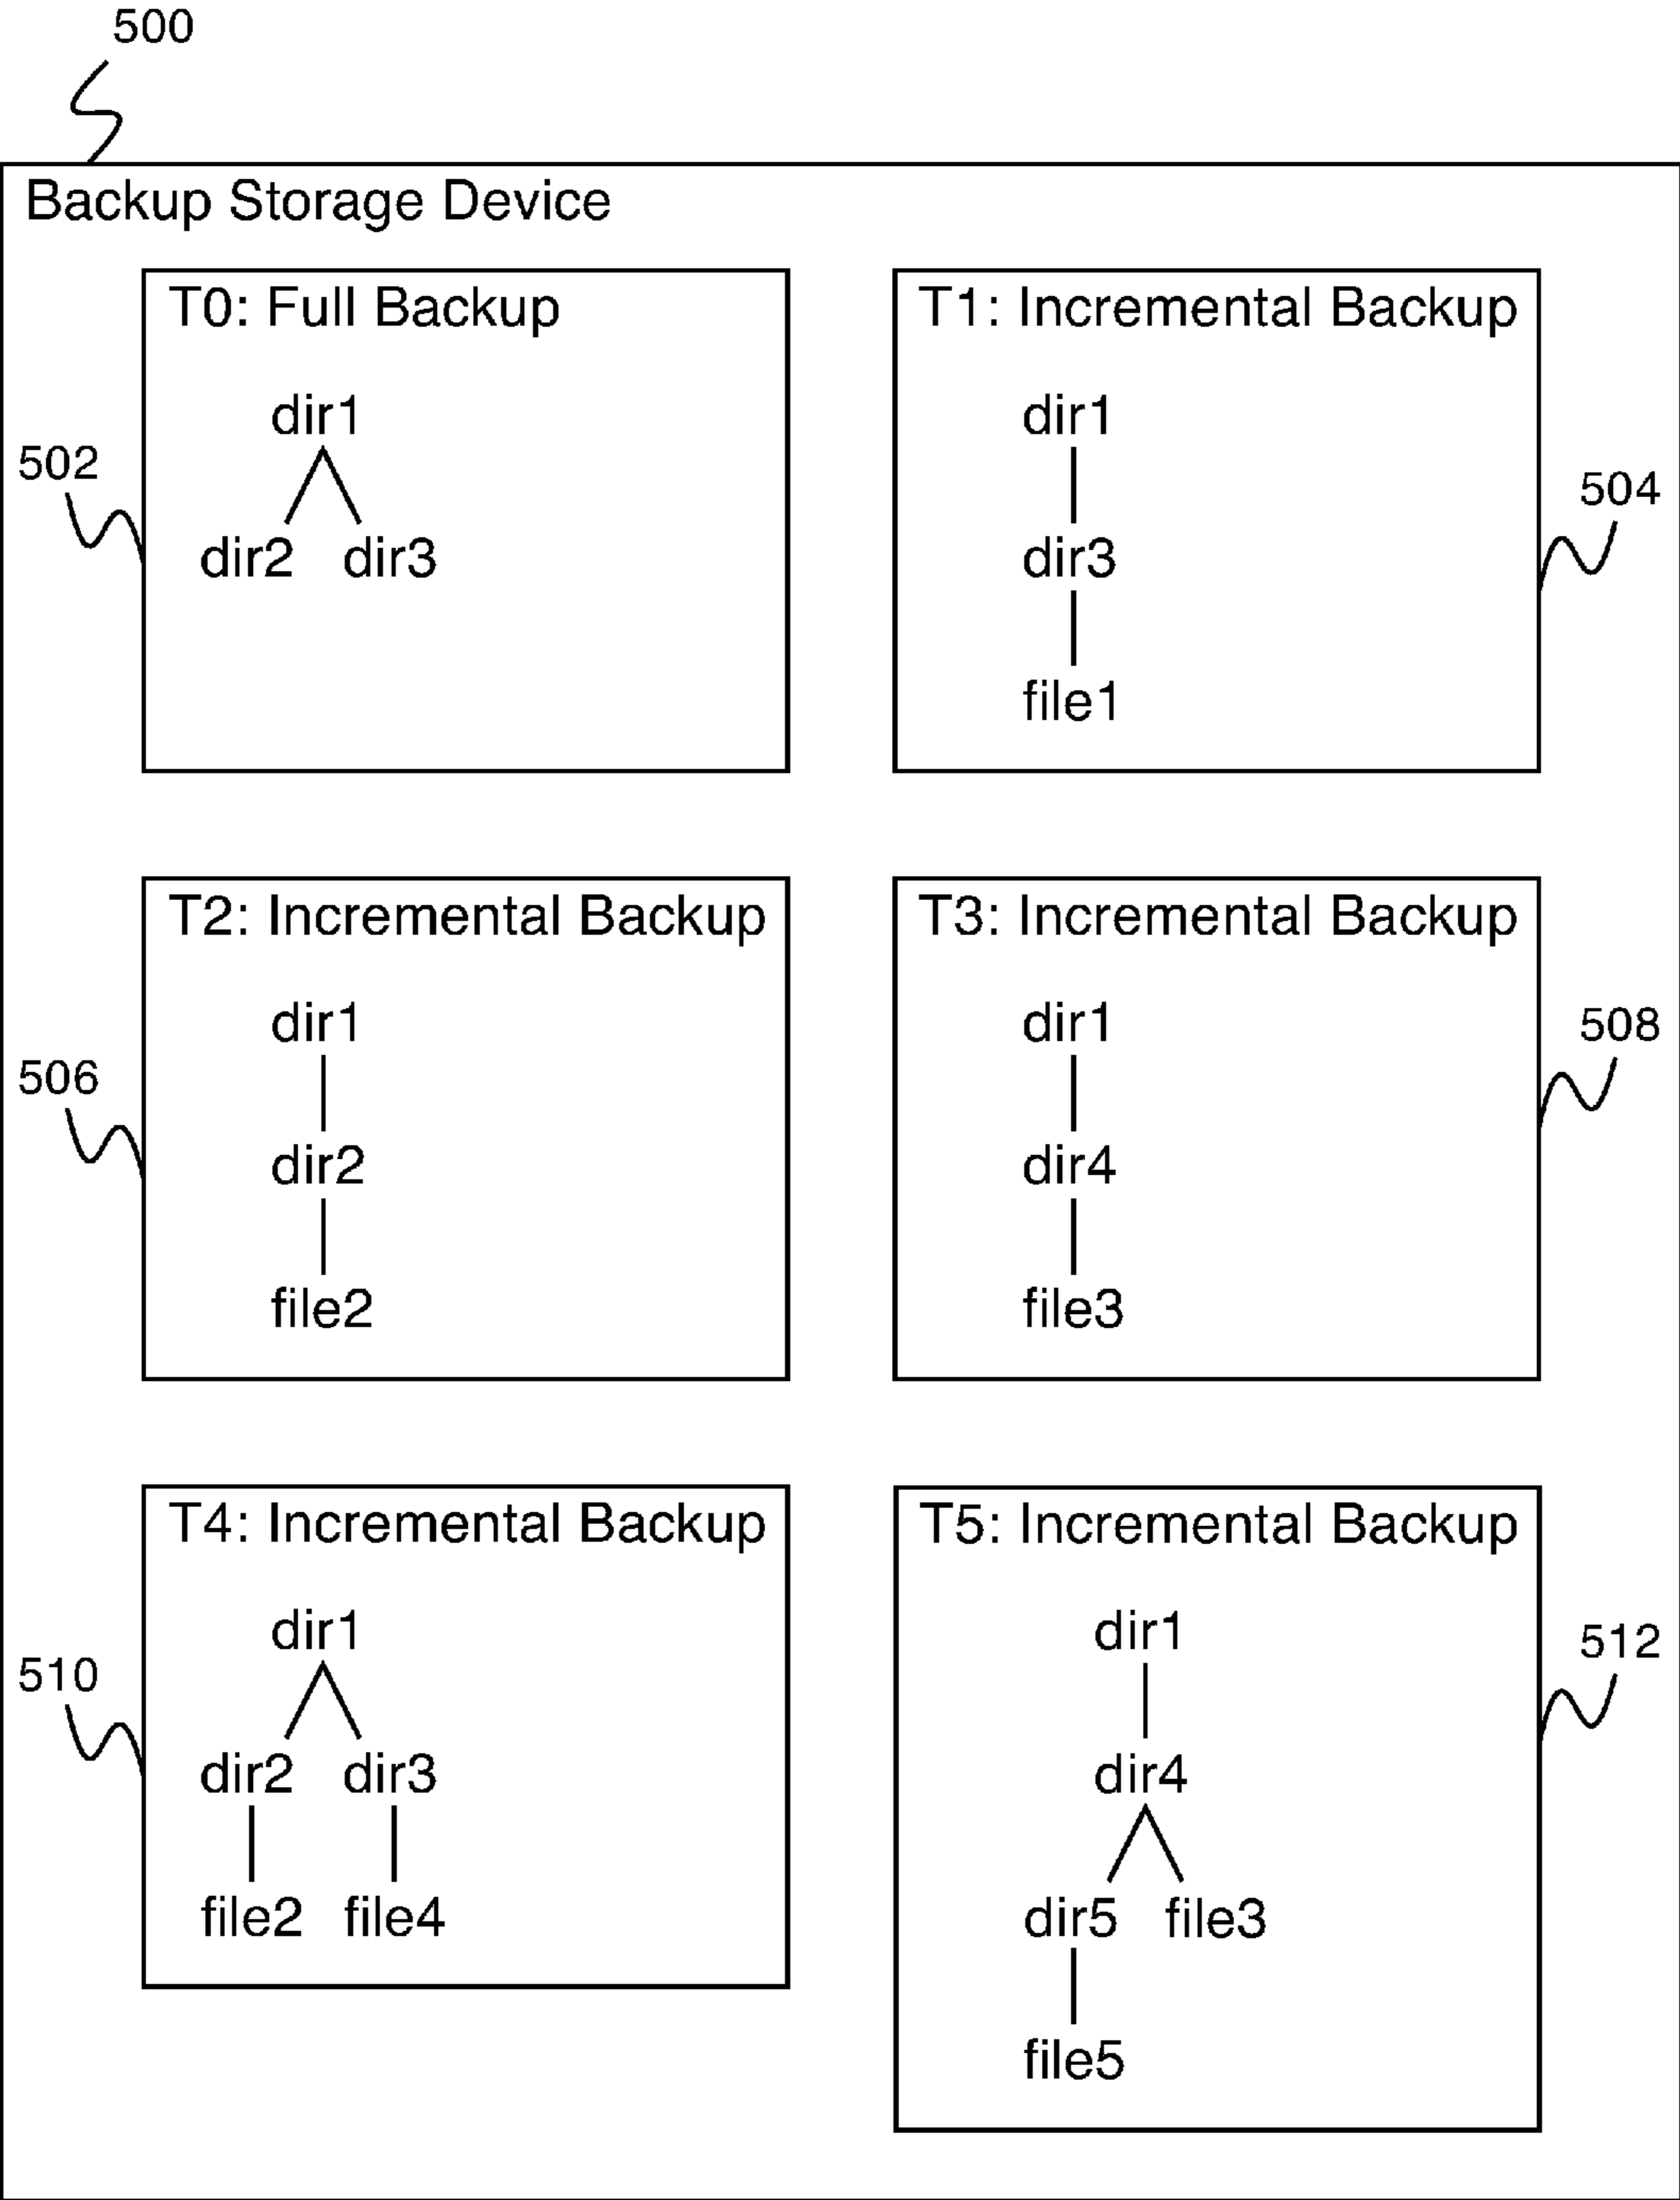 500
Backup Storage Device
T0: Full Backup
dir1
502
dir2 dir3
T1: Incremental Backup
dir1
504
dir3
file1
T2: Incremental Backup
dir1
506
dir2
file2
T3: Incremental Backup
dir1
508
dir4
file3
T4: Incremental Backup
dir1
510
dir2 dir3
file2 file4
T5: Incremental Backup
dir1
512
dir4
dir5 file3
file5